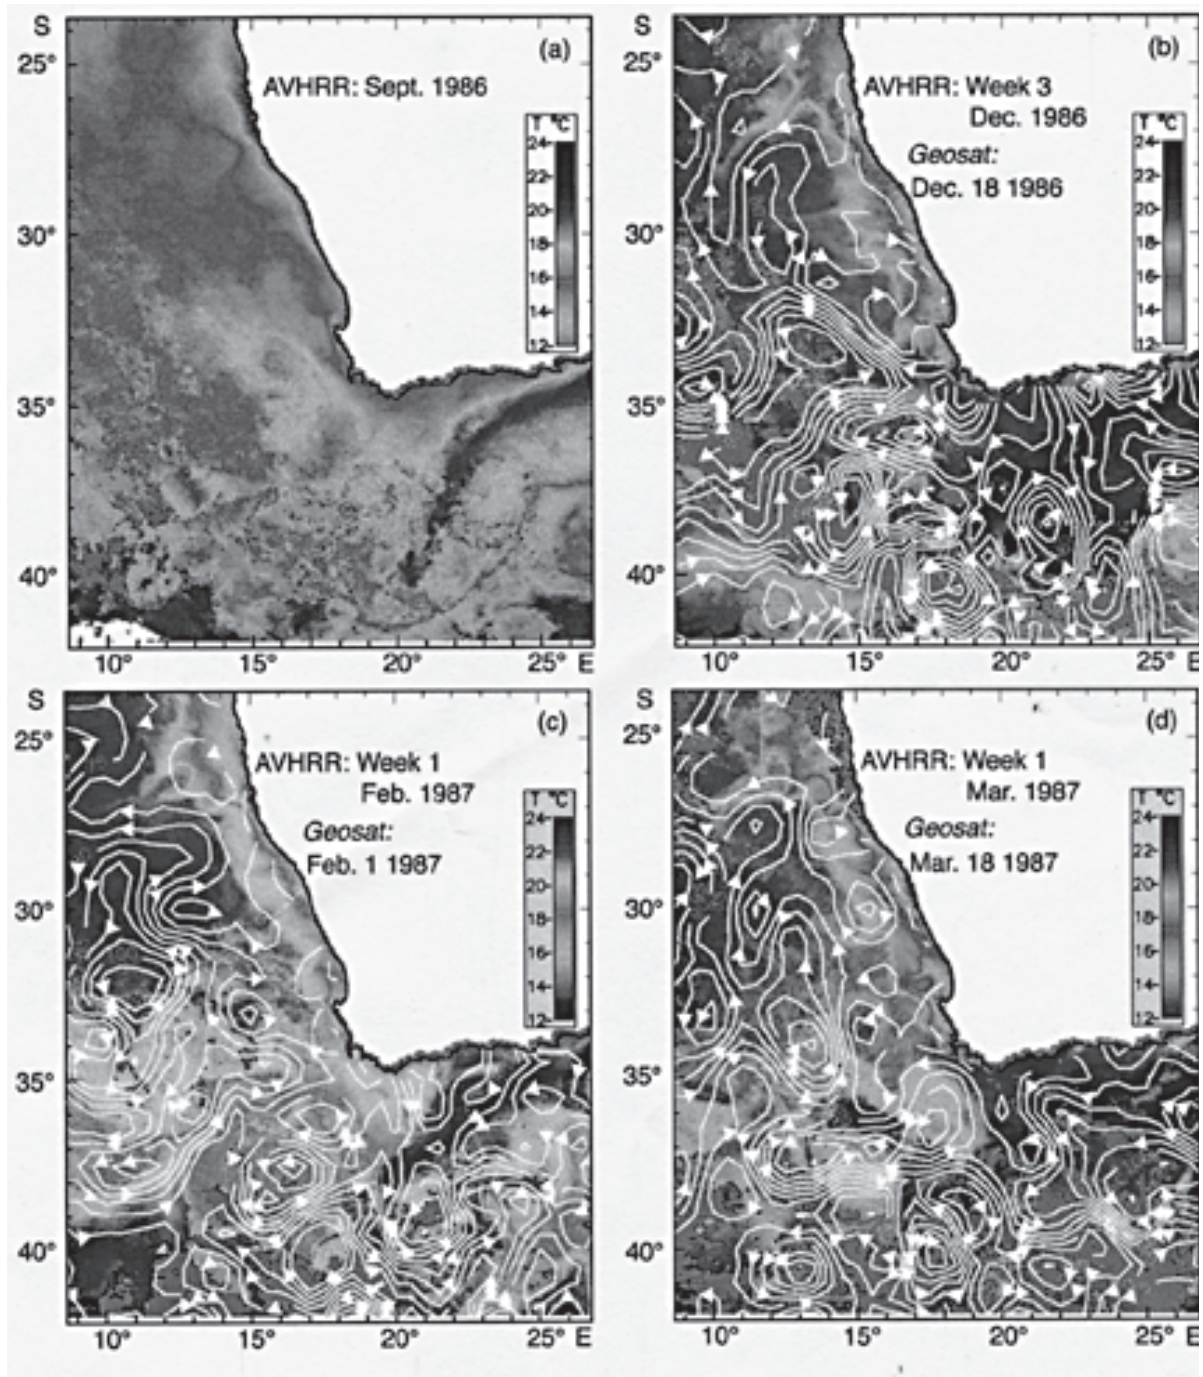 S
(a)
25°
AVHRR: Sept. 1986
T °C
24
22
20
18
16
14
12
30°
35°
40°
10°
15°
20°
25° E
S
(b)
25°
AVHRR: Week 3
Dec. 1986
Geosat:
Dec. 18 1986
T °C
24
22
20
18
16
14
12
30°
35°
40°
10°
15°
20°
25° E
S
(c)
25°
AVHRR: Week 1
Feb. 1987
Geosat:
Feb. 1 1987
T °C
24
22
20
18
16
14
12
30°
35°
40°
10°
15°
20°
25° E
S
(d)
25°
AVHRR: Week 1
Mar. 1987
Geosat:
Mar. 18 1987
T °C
24
22
20
18
16
14
12
30°
35°
40°
10°
15°
20°
25° E